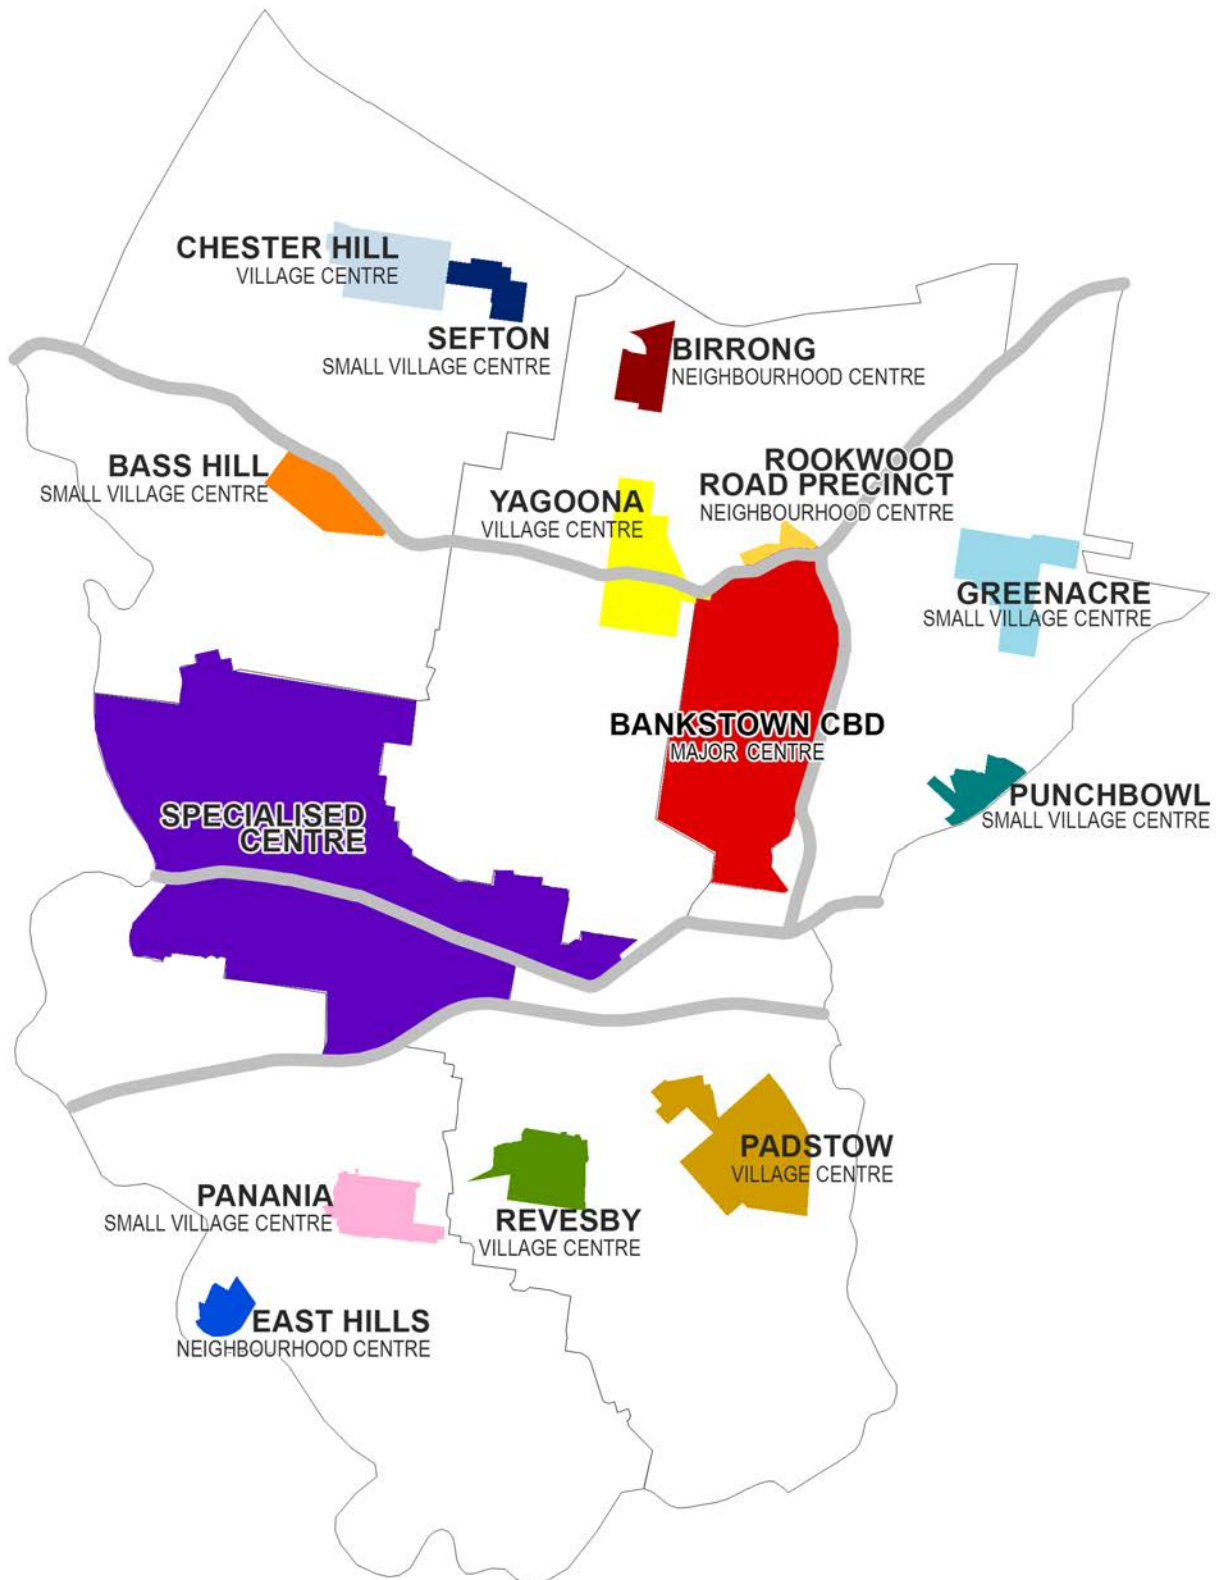 CHESTER HILL
VILLAGE CENTRE
SEFTON
SMALL VILLAGE CENTRE
BIRRONG
NEIGHBOURHOOD CENTRE
BASS HILL
SMALL VILLAGE CENTRE
ROOKWOOD
ROAD PRECINCT
NEIGHBOURHOOD CENTRE
YAGOONA
VILLAGE CENTRE
GREENACRE
SMALL VILLAGE CENTRE
BANKSTOWN CBD
MAJOR CENTRE
SPECIALISED
CENTRE
PUNCHBOWL
SMALL VILLAGE CENTRE
PADSTOW
VILLAGE CENTRE
PANANIA
SMALL VILLAGE CENTRE
REVESBY
VILLAGE CENTRE
EAST HILLS
NEIGHBOURHOOD CENTRE